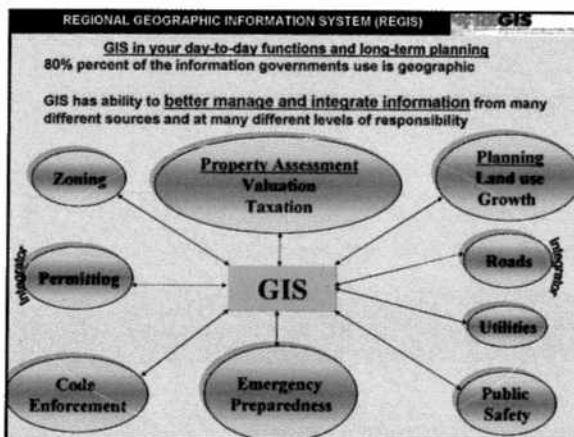 REGIONAL GEOGRAPHIC INFORMATION SYSTEM (REGIS)
GIS
GIS in your day-to-day functions and long-term planning
80% percent of the information governments use is geographic
GIS has ability to better manage and integrate information from many
different sources and at many different levels of responsibility
Zoning
Property Assessment
Valuation
Taxation
Planning
Land use
Growth
Integrator
Permitting
GIS
Roads
Integrator
Utilities
Code
Enforcement
Emergency
Preparedness
Public
Safety